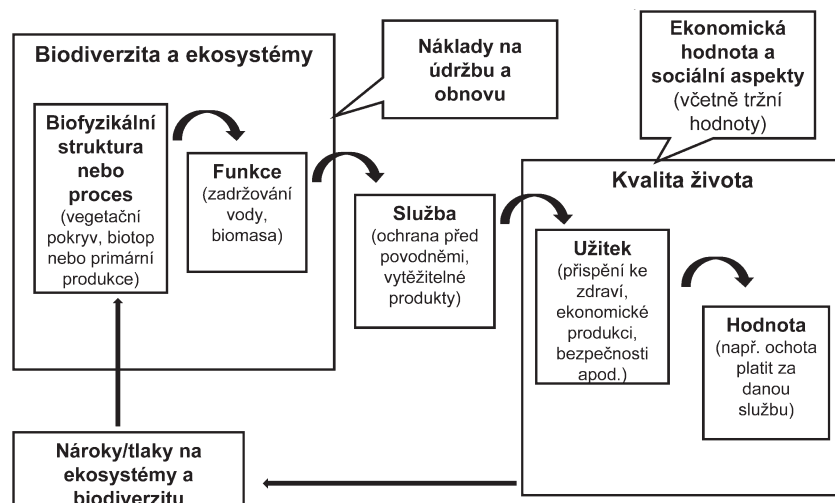 Biodiverzita a ekosystémy
Náklady na
údržbu a
obnovu
Ekonomická
hodnota a
sociální aspekty
(včetně tržní
hodnoty)
Biofyzikální
struktura
nebo
proces
(vegetační
pokryv, biotop
nebo primární
produkce)
Funkce
(zadržování
vody,
biomasa)
Služba
(ochrana před
povodněmi,
vytěžitelné
produkty)
Kvalita života
Užitek
(přispění ke
zdraví,
ekonomické
produkci,
bezpečnosti
apod.)
Hodnota
(např. ochota
platit za
danou
službu)
Nároky/tlaky na
ekosystémy a
biodiverzitu